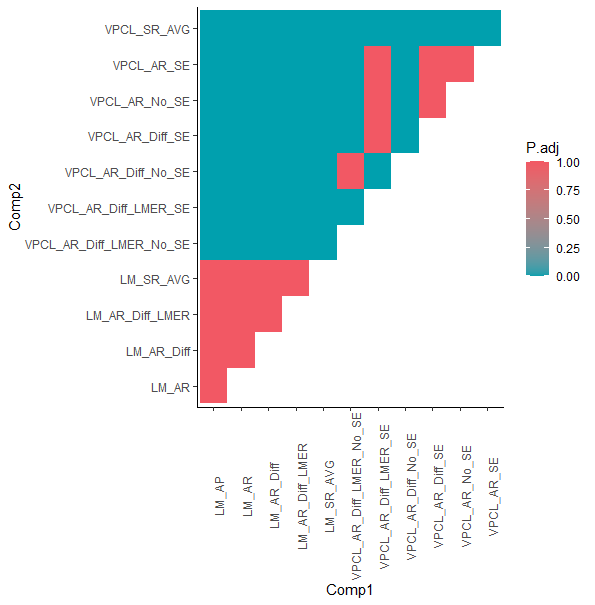 VPCL_SR_AVG
VPCL_AR_SE
VPCL_AR_No_SE
VPCL_AR_Diff_SE
VPCL_AR_Diff_No_SE
VPCL_AR_Diff_LMER_SE
VPCL_AR_Diff_LMER_No_SE
LM_SR_AVG
LM_AR_Diff_LMER
LM_AR_Diff
LM_AR
Comp2
P.adj
1.00
0.75
0.50
0.25
0.00
LM_AP
LM_AR
LM_AR_Diff
LM_AR_Diff_LMER
LM_SR_AVG
VPCL_AR_Diff_LMER_No_SE
VPCL_AR_Diff_LMER_SE
VPCL_AR_Diff_No_SE
VPCL_AR_Diff_SE
VPCL_AR_No_SE
VPCL_AR_SE
Comp1